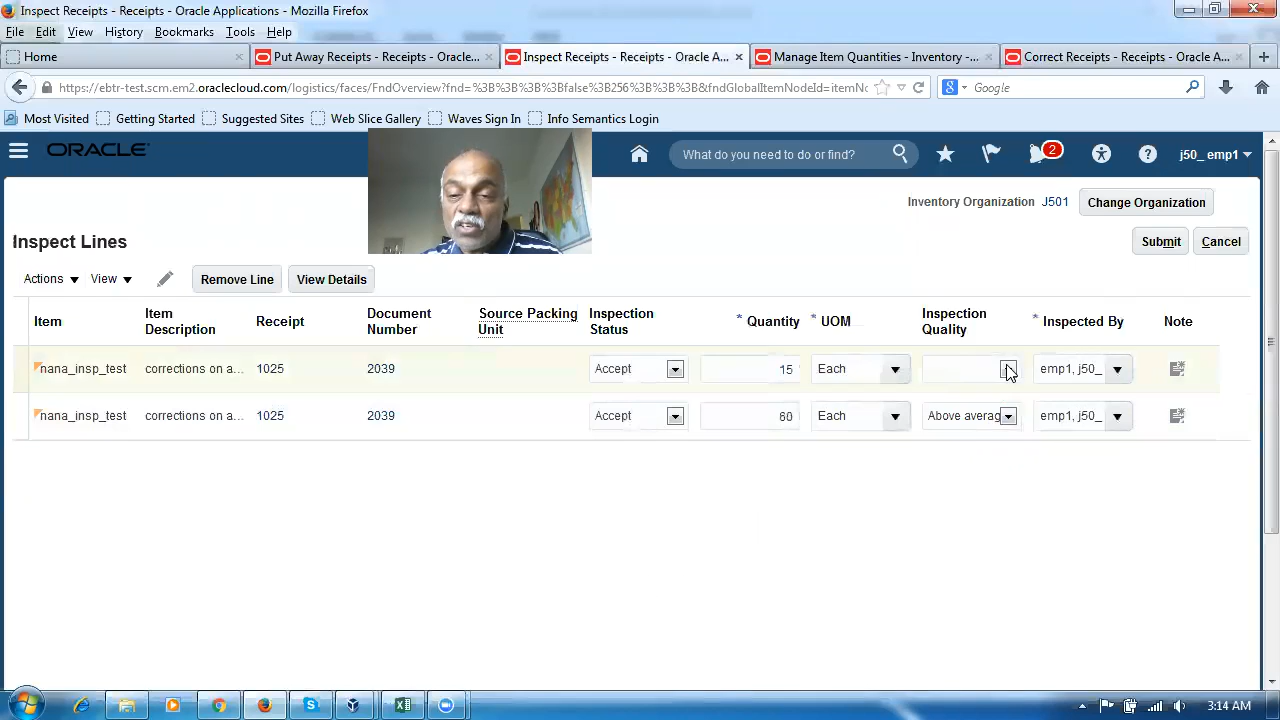 Inspect Receipts - Receipts - Oracle Applications - Mozilla Firefox
File Edit View History Bookmarks Tools Help
Home
Put Away Receipts - Receipts - Oracle...
Inspect Receipts - Receipts - Oracle A...
Manage Item Quantities - Inventory -...
Correct Receipts - Receipts - Oracle A...
https://ebtr-test.scm.em2.oraclecloud.com/logistics/faces/FndOverview?fnd=%3B%3B%3B%3Bfalse%3B256%3B%3B%3B&fndGlobalItemNodeId=itemNo
Google
Most Visited Getting Started Suggested Sites Web Slice Gallery Waves Sign In Info Semantics Login
ORACLE
What do you need to do or find?
2
j50_ emp1
Inventory Organization J501 Change Organization
Inspect Lines
Submit Cancel
Actions View Remove Line View Details
Item
Item Description
Receipt
Document Number
Source Packing Unit
Inspection Status
* Quantity
* UOM
Inspection Quality
* Inspected By
Note
nana_insp_test corrections on a... 1025 2039 Accept 15 Each emp1, j50_
nana_insp_test corrections on a... 1025 2039 Accept 60 Each Above averag emp1, j50_
3:14 AM